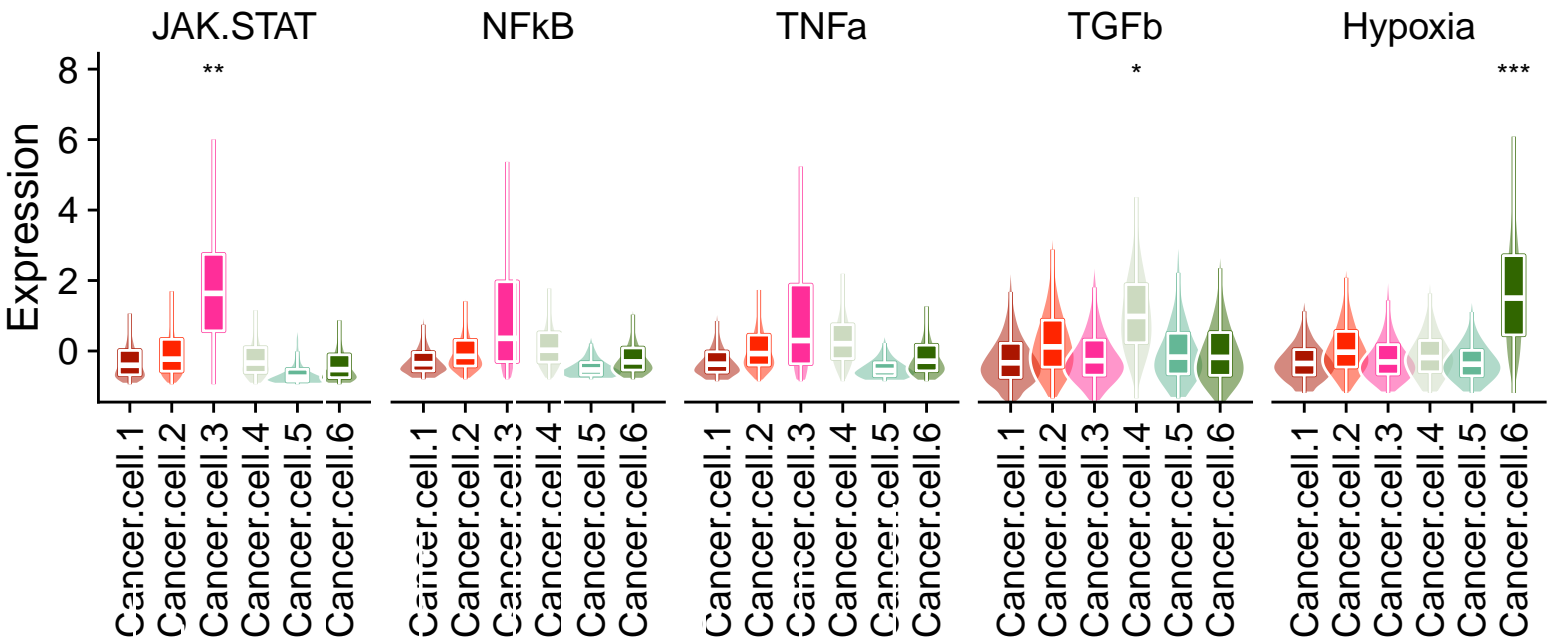 JAK.STAT NFkB TNFa TGFb Hypoxia
** * ***
8
6
4
2
0
Expression
Cancer.cell.1 Cancer.cell.2 Cancer.cell.3 Cancer.cell.4 Cancer.cell.5 Cancer.cell.6
Cancer.cell.1 Cancer.cell.2 Cancer.cell.3 Cancer.cell.4 Cancer.cell.5 Cancer.cell.6
Cancer.cell.1 Cancer.cell.2 Cancer.cell.3 Cancer.cell.4 Cancer.cell.5 Cancer.cell.6
Cancer.cell.1 Cancer.cell.2 Cancer.cell.3 Cancer.cell.4 Cancer.cell.5 Cancer.cell.6
Cancer.cell.1 Cancer.cell.2 Cancer.cell.3 Cancer.cell.4 Cancer.cell.5 Cancer.cell.6